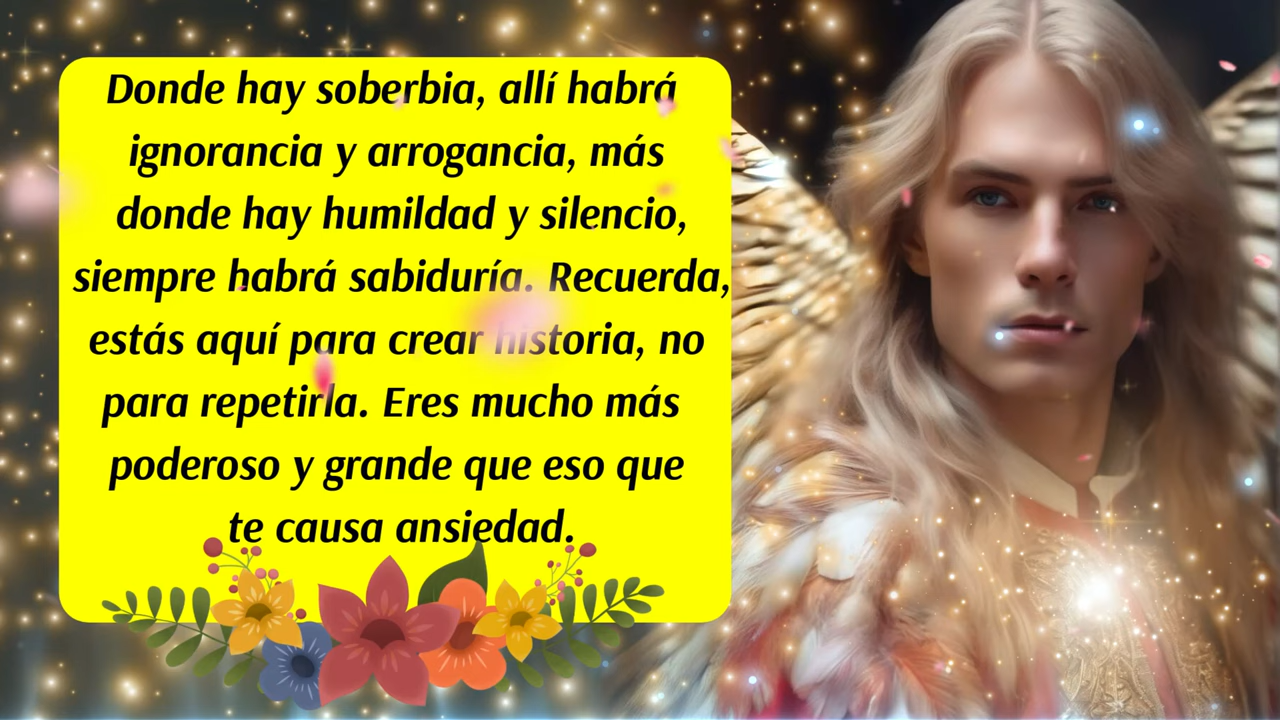 Donde hay soberbia, allí habrá
ignorancia y arrogancia, más
donde hay humildad y silencio,
siempre habrá sabiduría. Recuerda,
estás aquí para crear historia, no
para repetirla. Eres mucho más
poderoso y grande que eso que
te causa ansiedad.